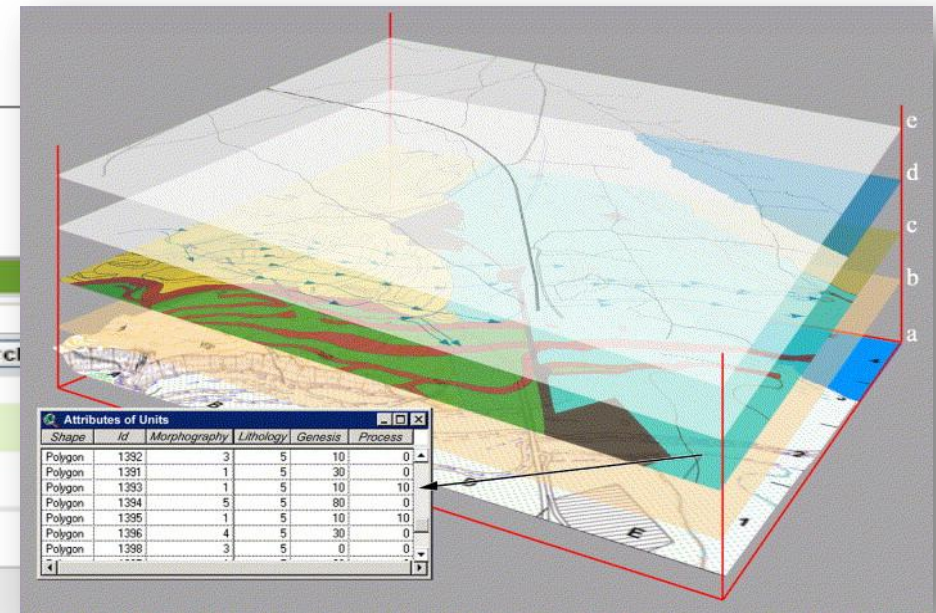 e
d
c
b
a
Attributes of Units
Shape Id Morphography Lithology Genesis Process
Polygon 1392 3 5 10 0
Polygon 1391 1 5 30 0
Polygon 1393 1 5 10 10
Polygon 1394 5 5 80 0
Polygon 1395 1 5 10 10
Polygon 1396 4 5 30 0
Polygon 1398 3 5 0 0
E
1